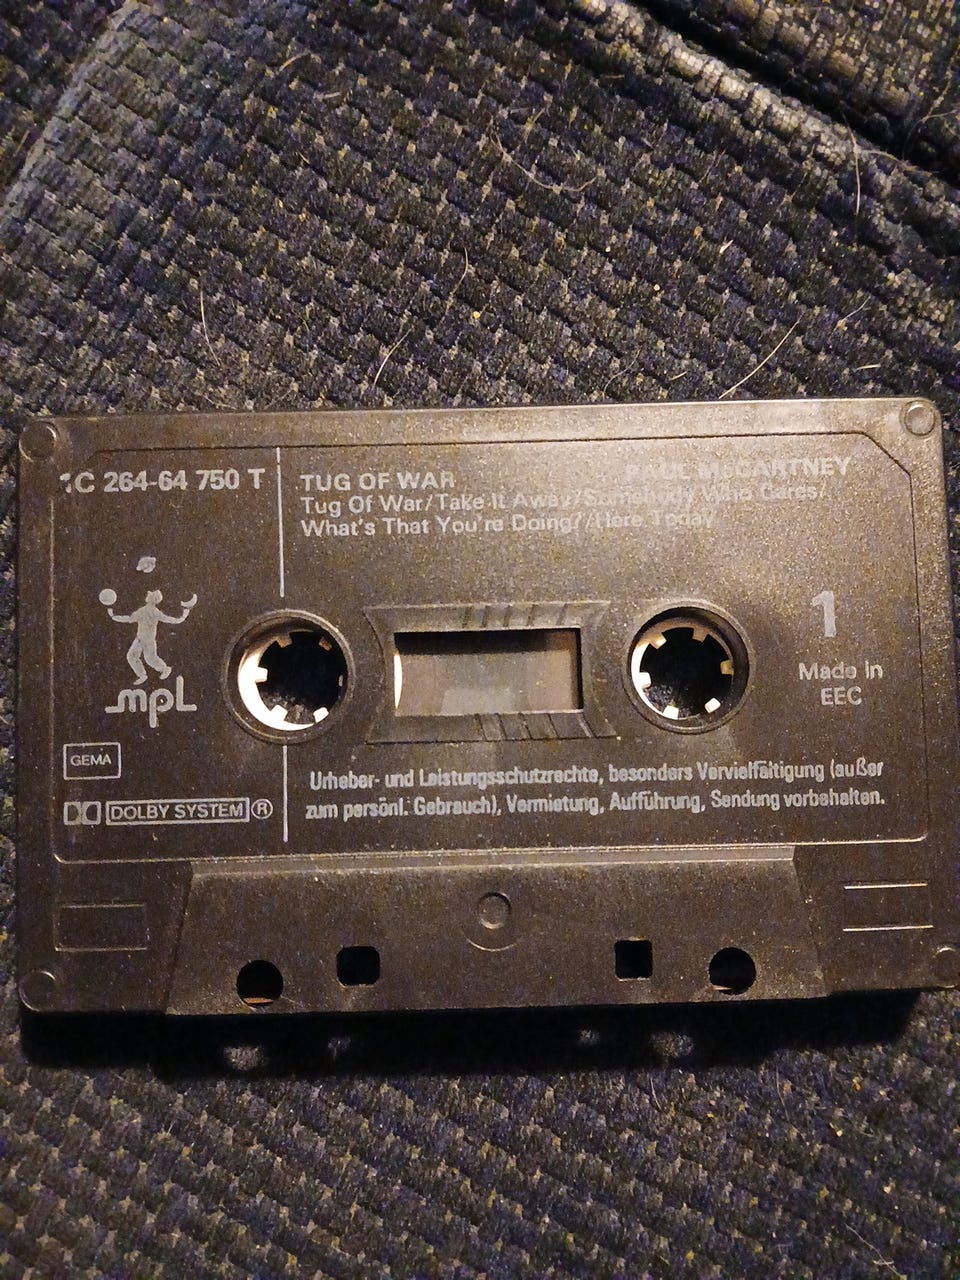 1C 264-64 750 T
TUG OF WAR PAUL McCARTNEY
Tug Of War/Take It Away/Somebody Who Cares/
What's That You're Doing?/Here Today
mpl
1
Made in
EEC
GEMA
DOLBY SYSTEM ®
Urheber- und Leistungsschutzrechte, besonders Vervielfältigung (außer
zum persönl. Gebrauch), Vermietung, Aufführung, Sendung vorbehalten.